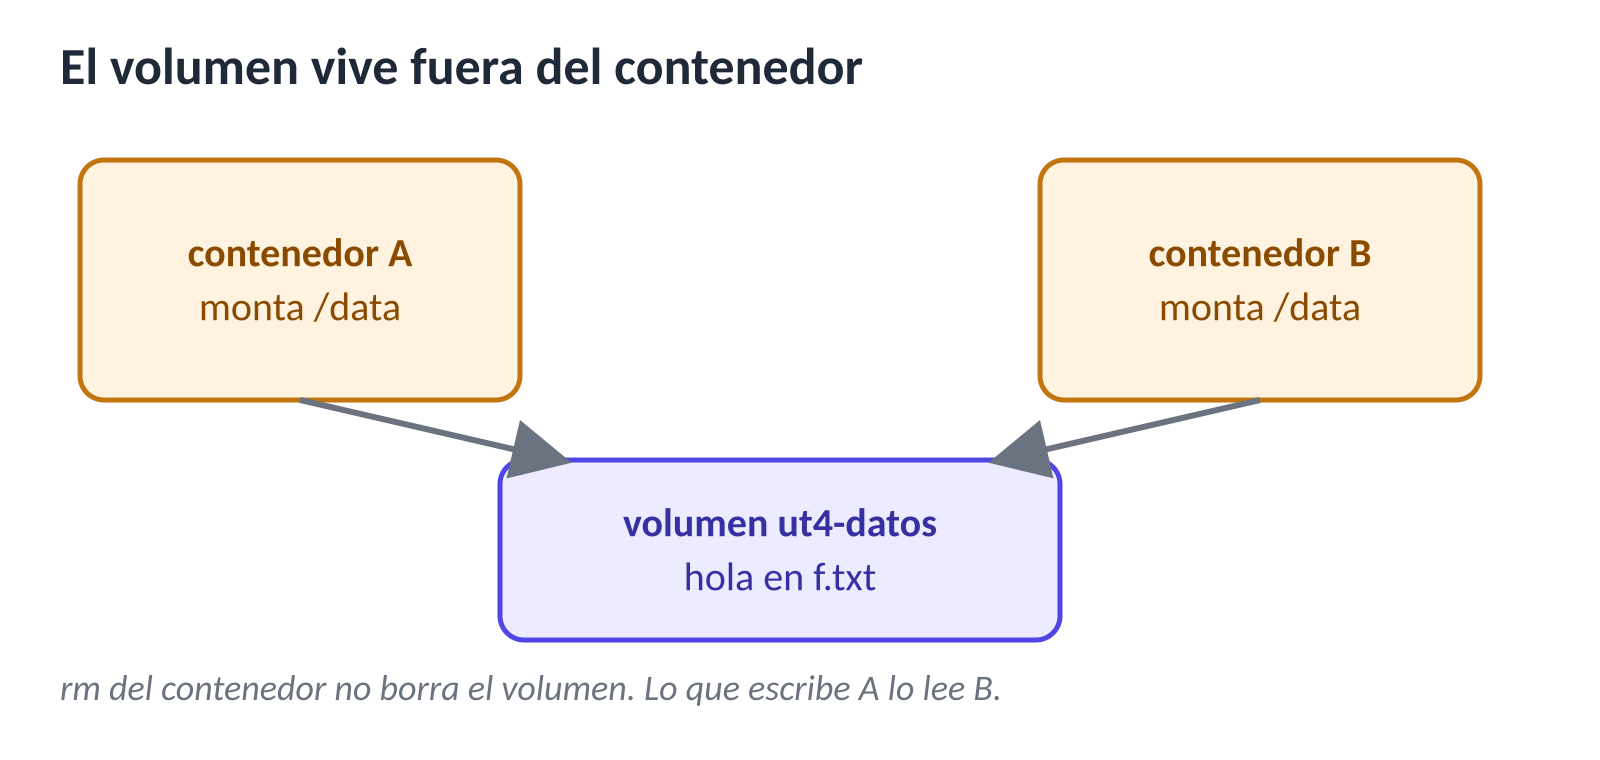 El volumen vive fuera del contenedor
contenedor A
monta /data
contenedor B
monta /data
volumen ut4-datos
hola en f.txt
rm del contenedor no borra el volumen. Lo que escribe A lo lee B.